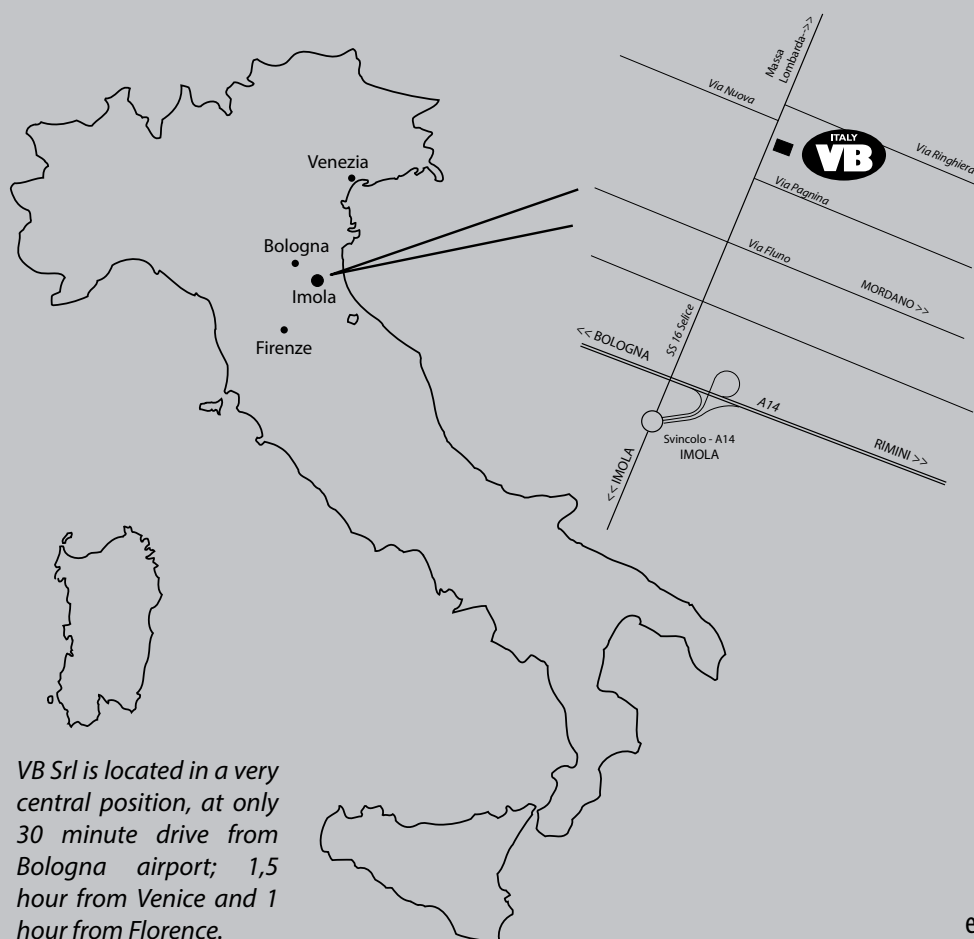 Massa
Lombarda-->>
Via Nuova
ITALY
VB
Via Ringhiera
Via Pagnina
Venezia
Bologna
Imola
Firenze
Via Fluno
MORDANO >>
SS 16 Selice
<< BOLOGNA
A14
RIMINI >>
Svincolo - A14
IMOLA
<< IMOLA
VB Srl is located in a very
central position, at only
30 minute drive from
Bologna airport; 1,5
hour from Venice and 1
hour from Florence.